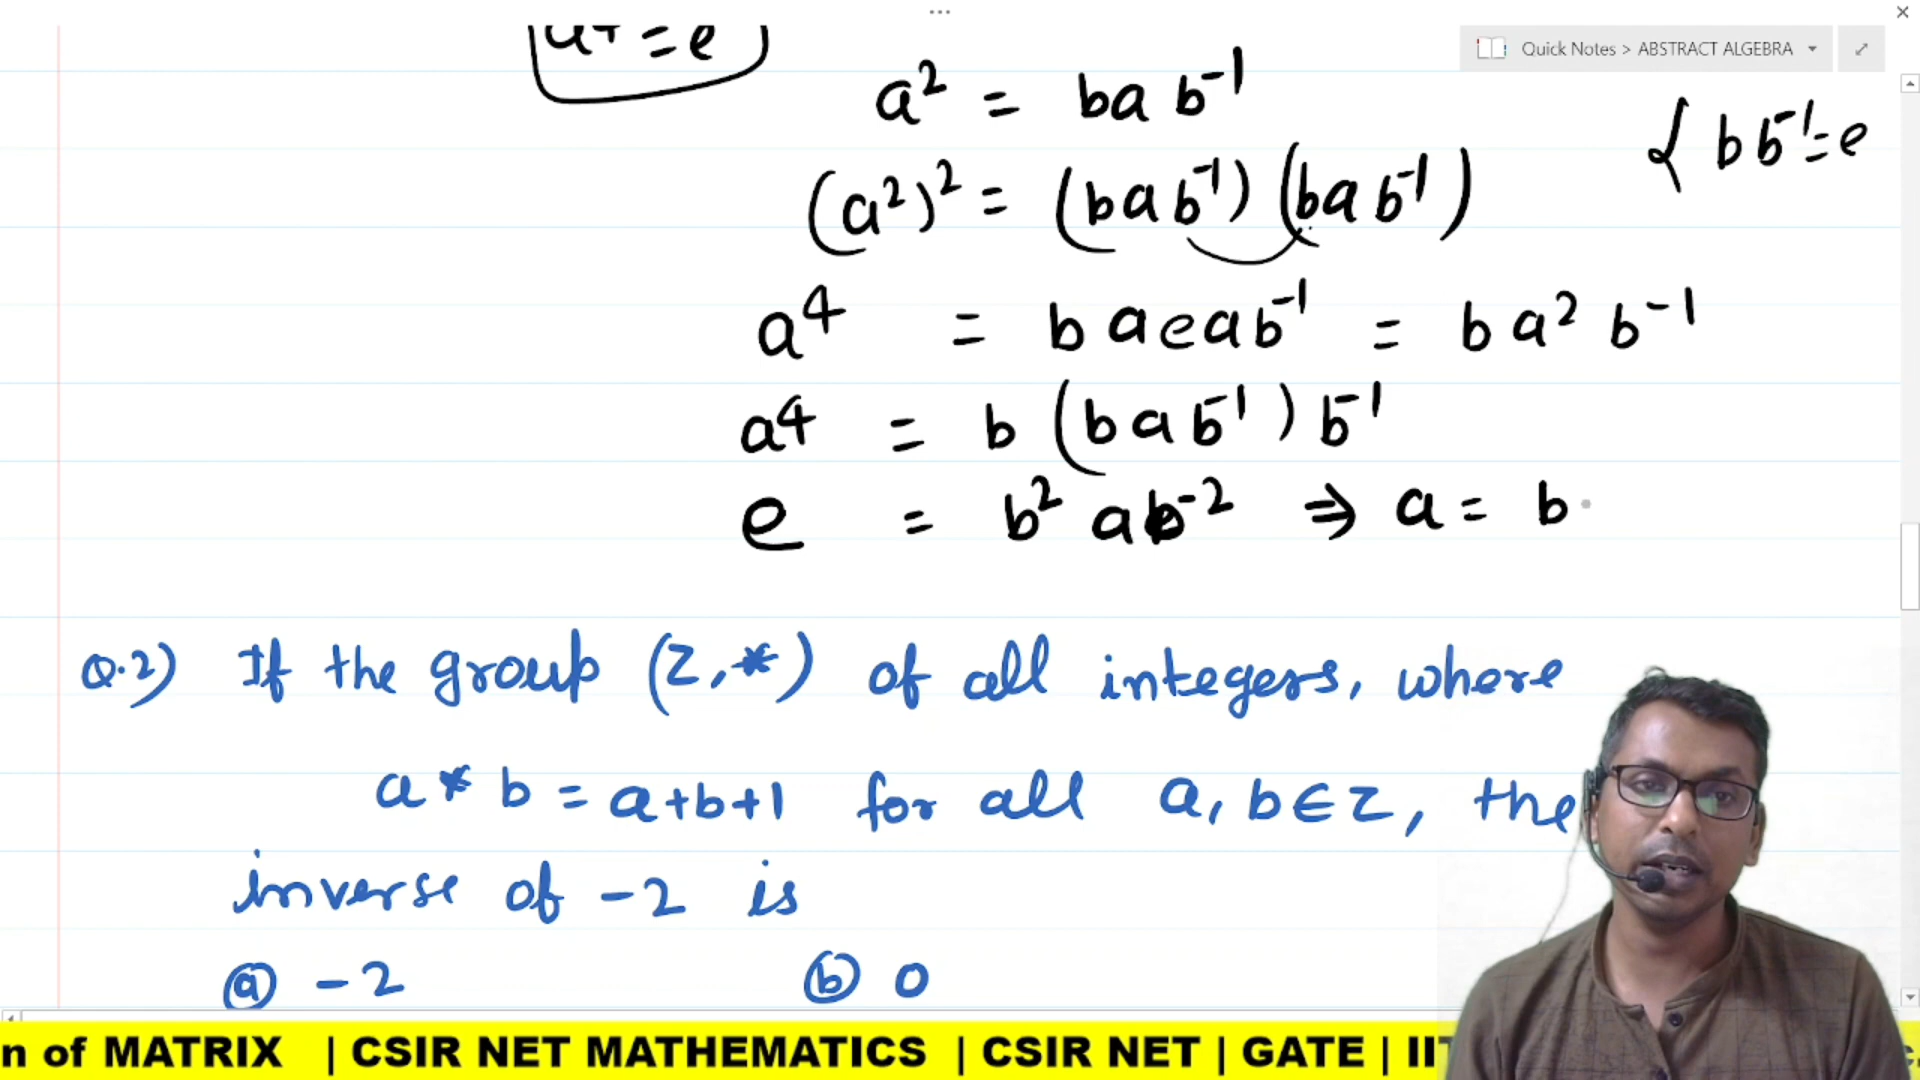 a⁴ = e
Quick Notes > ABSTRACT ALGEBRA
a² = bab⁻¹
{ bb⁻¹=e
(a²)² = (bab⁻¹) (bab⁻¹)
a⁴ = baeab⁻¹ = ba²b⁻¹
a⁴ = b (bab⁻¹) b⁻¹
e = b²ab⁻² ⇒ a = b
Q.2) If the group (Z,*) of all integers, where
a * b = a+b+1 for all a, b ∈ Z, the
inverse of -2 is
(a) -2 (b) 0
n of MATRIX | CSIR NET MATHEMATICS | CSIR NET | GATE | IIT